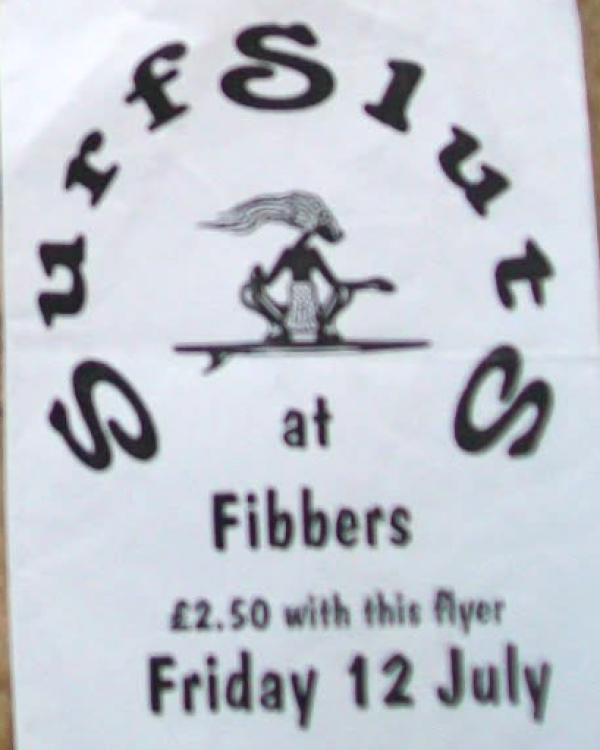 SurfSlutS
at
Fibbers
£2.50 with this flyer
Friday 12 July